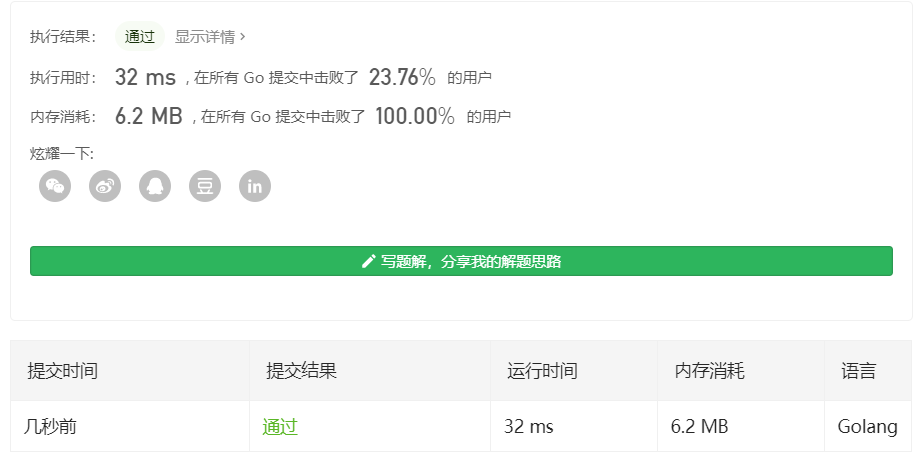 执行结果： 通过 显示详情 ›
执行用时： 32 ms , 在所有 Go 提交中击败了 23.76% 的用户
内存消耗： 6.2 MB , 在所有 Go 提交中击败了 100.00% 的用户
炫耀一下:
豆 in
写题解，分享我的解题思路
提交时间 提交结果 运行时间 内存消耗 语言
几秒前 通过 32 ms 6.2 MB Golang